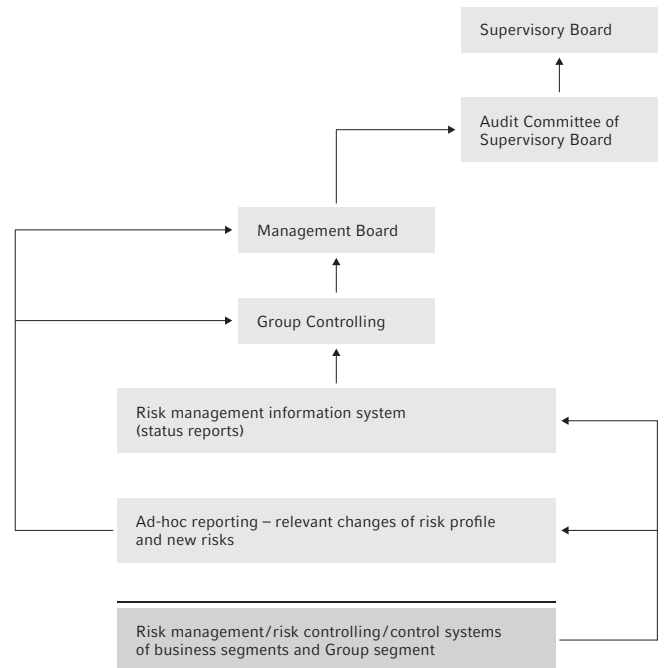 Supervisory Board
Audit Committee of
Supervisory Board
Management Board
Group Controlling
Risk management information system
(status reports)
Ad-hoc reporting – relevant changes of risk profile
and new risks
Risk management/risk controlling/control systems
of business segments and Group segment